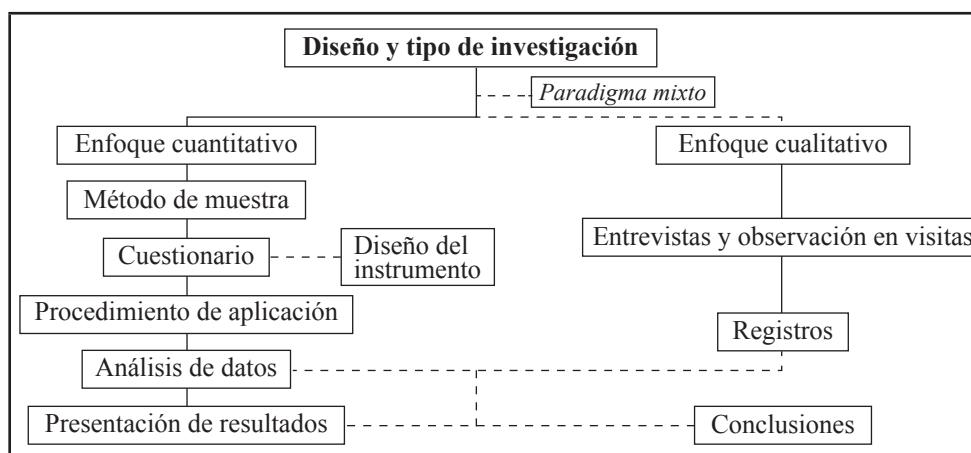 Diseño y tipo de investigación
Paradigma mixto
Enfoque cuantitativo
Enfoque cualitativo
Método de muestra
Cuestionario
Diseño del
instrumento
Entrevistas y observación en visitas
Procedimiento de aplicación
Registros
Análisis de datos
Presentación de resultados
Conclusiones